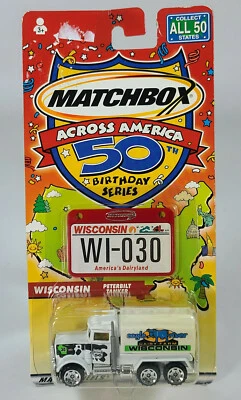 COLLECT
ALL 50
STATES
3+
MATCHBOX
ACROSS AMERICA
50TH
BIRTHDAY
SERIES
WISCONSIN
WI-030
America's Dairyland
WISCONSIN
PETERBILT
TANKER
WISCONSIN